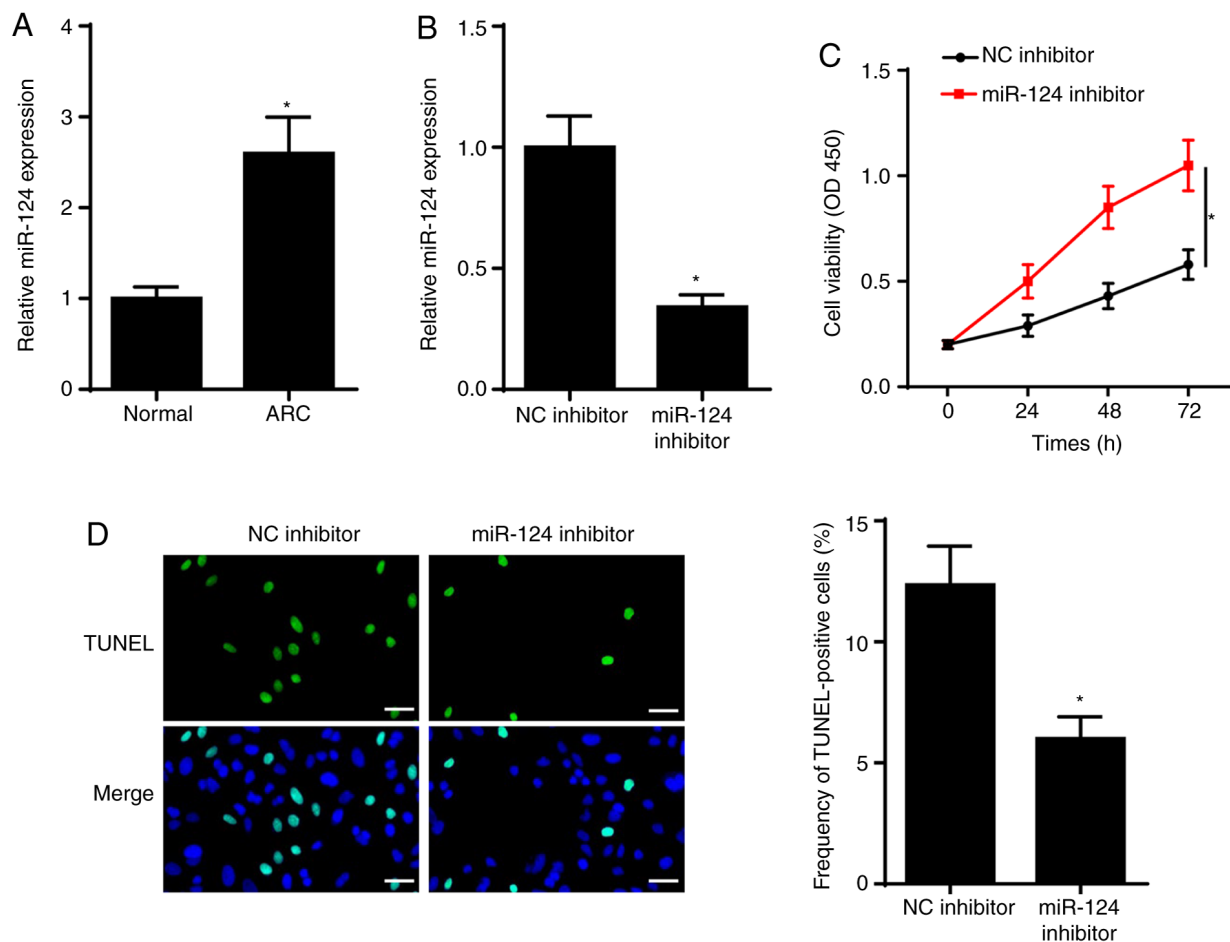 A
Relative miR-124 expression
4
3
2
1
0
*
Normal
ARC
B
Relative miR-124 expression
1.5
1.0
0.5
0.0
*
NC inhibitor
miR-124
inhibitor
C
NC inhibitor
miR-124 inhibitor
Cell viability (OD 450)
1.5
1.0
0.5
0.0
*
0
24
48
72
Times (h)
D
NC inhibitor
miR-124 inhibitor
TUNEL
Merge
Frequency of TUNEL-positive cells (%)
15
10
5
0
*
NC inhibitor
miR-124
inhibitor